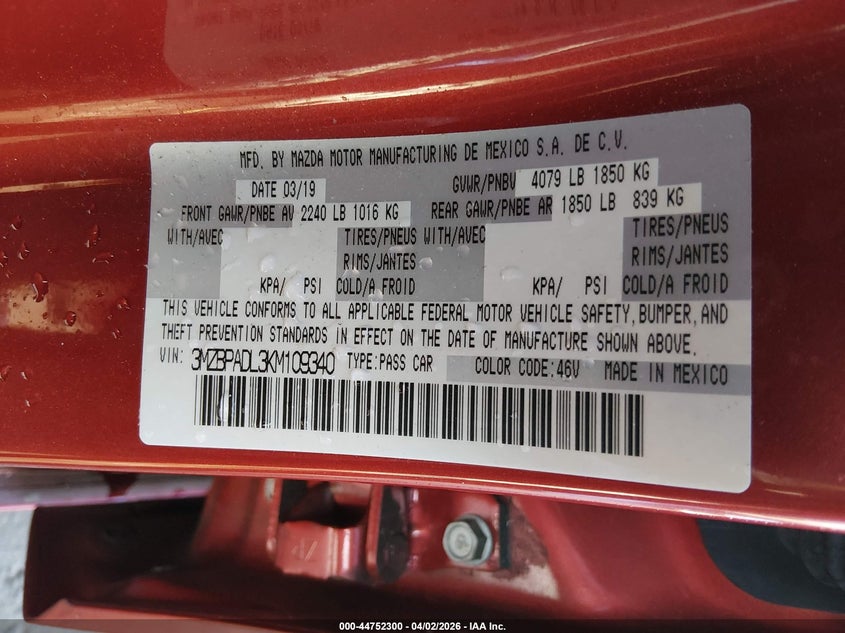 MFD. BY MAZDA MOTOR MANUFACTURING DE MEXICO S.A. DE C.V.
DATE 03/19 GVWR/PNBV 4079 LB 1850 KG
FRONT GAWR/PNBE AV 2240 LB 1016 KG REAR GAWR/PNBE AR 1850 LB 839 KG
WITH/AVEC TIRES/PNEUS WITH/AVEC TIRES/PNEUS
RIMS/JANTES RIMS/JANTES
KPA/ PSI COLD/A FROID KPA/ PSI COLD/A FROID
THIS VEHICLE CONFORMS TO ALL APPLICABLE FEDERAL MOTOR VEHICLE SAFETY, BUMPER, AND
THEFT PREVENTION STANDARDS IN EFFECT ON THE DATE OF MANUFACTURE SHOWN ABOVE.
VIN: 3MZBPADL3KM109340 TYPE:PASS CAR COLOR CODE:46V MADE IN MEXICO
000-44752300 - 04/02/2026 - IAA Inc.